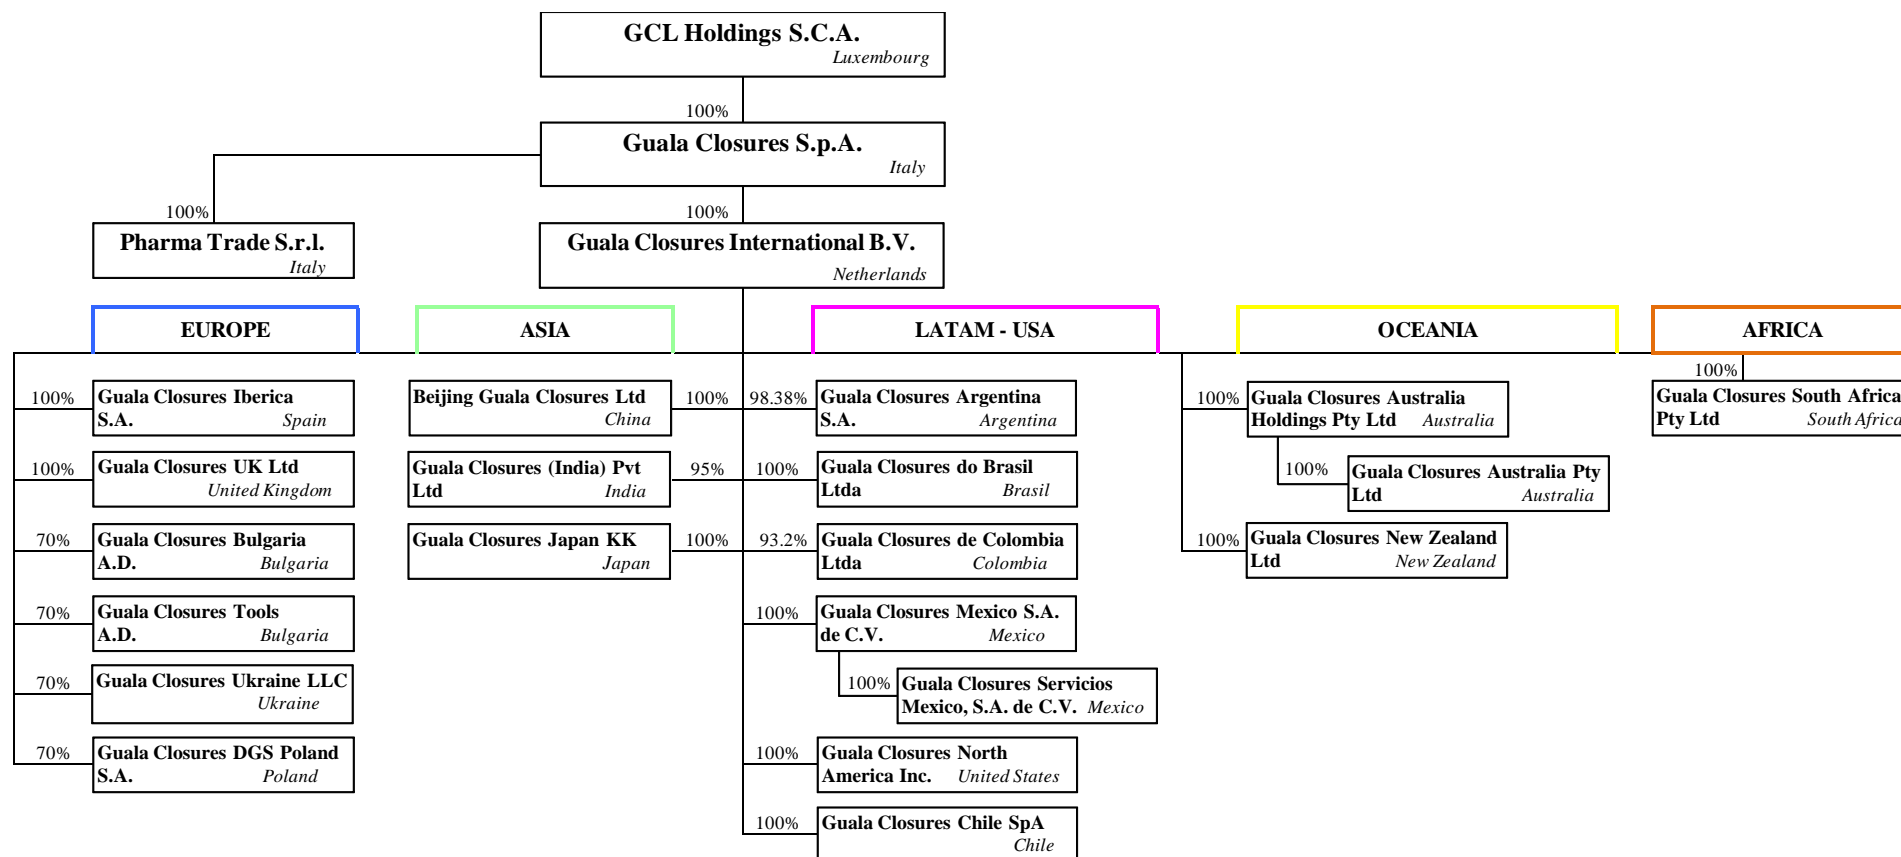 GCL Holdings S.C.A.
Luxembourg
100%
Guala Closures S.p.A.
Italy
100%
100%
Pharma Trade S.r.l.
Italy
Guala Closures International B.V.
Netherlands
EUROPE
ASIA
LATAM - USA
OCEANIA
AFRICA
100%
Guala Closures Iberica
S.A. Spain
100%
Guala Closures UK Ltd
United Kingdom
70%
Guala Closures Bulgaria
A.D. Bulgaria
70%
Guala Closures Tools
A.D. Bulgaria
70%
Guala Closures Ukraine LLC
Ukraine
70%
Guala Closures DGS Poland
S.A. Poland
Beijing Guala Closures Ltd
China
100%
Guala Closures (India) Pvt
Ltd India
95%
Guala Closures Japan KK
Japan
100%
98.38%
Guala Closures Argentina
S.A. Argentina
100%
Guala Closures do Brasil
Ltda Brasil
93.2%
Guala Closures de Colombia
Ltda Colombia
100%
Guala Closures Mexico S.A.
de C.V. Mexico
100%
Guala Closures Servicios
Mexico, S.A. de C.V. Mexico
100%
Guala Closures North
America Inc. United States
100%
Guala Closures Chile SpA
Chile
100%
Guala Closures Australia
Holdings Pty Ltd Australia
100%
Guala Closures Australia Pty
Ltd Australia
100%
Guala Closures New Zealand
Ltd New Zealand
100%
Guala Closures South Africa
Pty Ltd South Africa